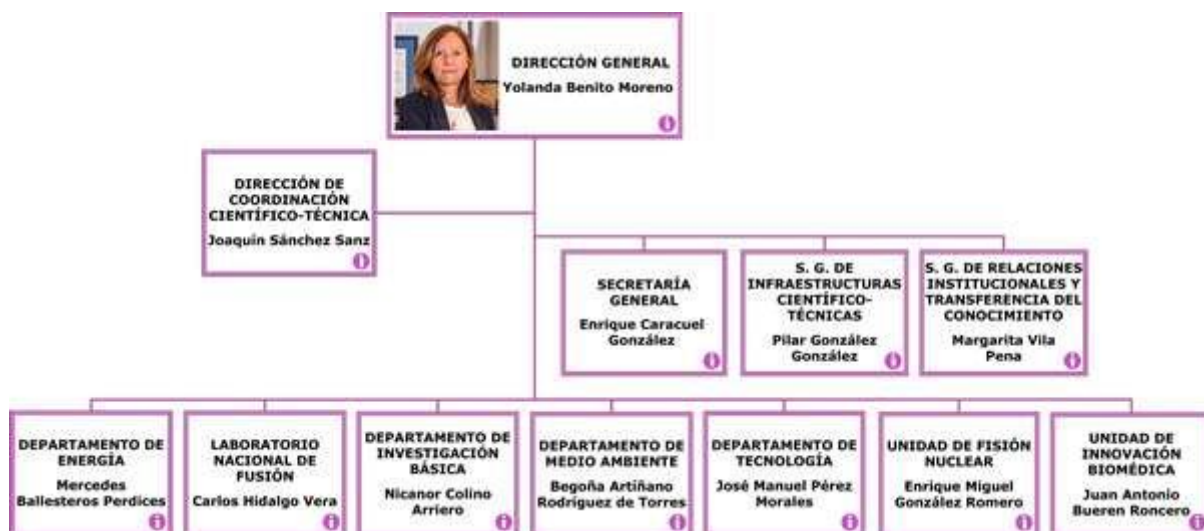 DIRECCIÓN GENERAL
Yolanda Benito Moreno
DIRECCIÓN DE
COORDINACIÓN
CIENTÍFICO-TÉCNICA
Joaquín Sánchez Sanz
SECRETARÍA
GENERAL
Enrique Caracuel
González
S. G. DE
INFRAESTRUCTURAS
CIENTÍFICO-
TÉCNICAS
Pilar González
González
S. G. DE RELACIONES
INSTITUCIONALES Y
TRANSFERENCIA DEL
CONOCIMIENTO
Margarita Vila
Pena
DEPARTAMENTO DE
ENERGÍA
Mercedes
Ballesteros Perdices
LABORATORIO
NACIONAL DE
FUSIÓN
Carlos Hidalgo Vera
DEPARTAMENTO DE
INVESTIGACIÓN
BÁSICA
Nicanor Colino
Arriero
DEPARTAMENTO DE
MEDIO AMBIENTE
Begoña Artíñano
Rodríguez de Torres
DEPARTAMENTO DE
TECNOLOGÍA
José Manuel Pérez
Morales
UNIDAD DE FISIÓN
NUCLEAR
Enrique Miguel
González Romero
UNIDAD DE
INNOVACIÓN
BIOMÉDICA
Juan Antonio
Bueren Roncero